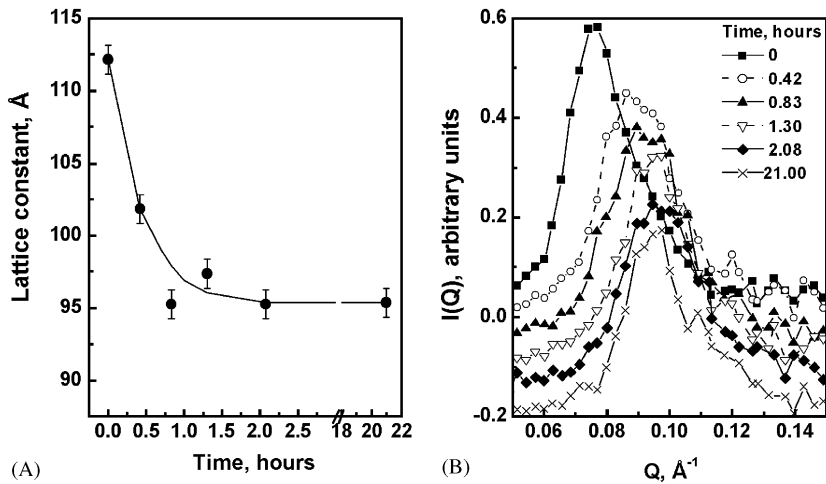 (A)
Lattice constant, Å
115
110
105
100
95
90
0.0 0.5 1.0 1.5 2.0 2.5 18 20 22
Time, hours
(B)
I(Q), arbitrary units
0.6
0.4
0.2
0.0
-0.2
0.06 0.08 0.10 0.12 0.14
Q, Å-1
Time, hours
0
0.42
0.83
1.30
2.08
21.00